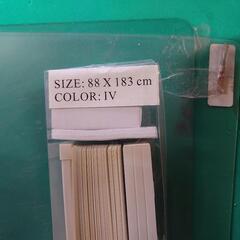 SIZE: 88 X 183 cm
COLOR: IV